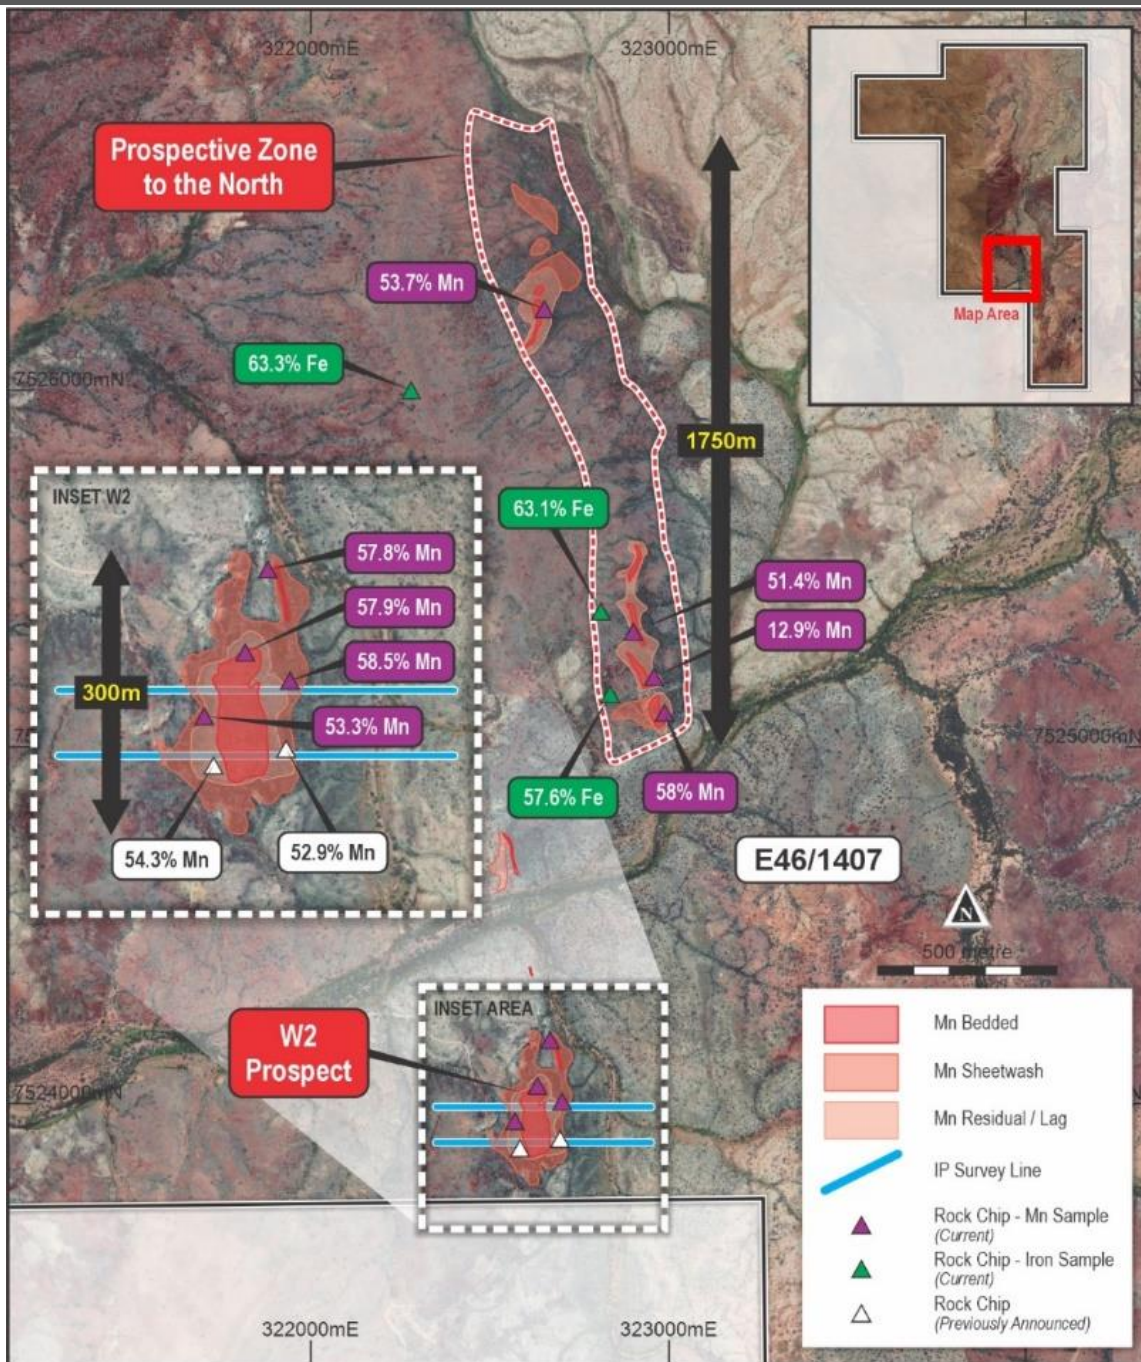 322000mE
323000mE
Prospective Zone
to the North
53.7% Mn
Map Area
63.3% Fe
7526000mN
1750m
INSET W2
63.1% Fe
57.8% Mn
51.4% Mn
57.9% Mn
12.9% Mn
58.5% Mn
300m
53.3% Mn
7525000mN
57.6% Fe
58% Mn
54.3% Mn
52.9% Mn
E46/1407
N
500 metre
INSET AREA
W2
Prospect
7524000mN
Mn Bedded
Mn Sheetwash
Mn Residual / Lag
IP Survey Line
Rock Chip - Mn Sample
(Current)
Rock Chip - Iron Sample
(Current)
Rock Chip
(Previously Announced)
322000mE
323000mE